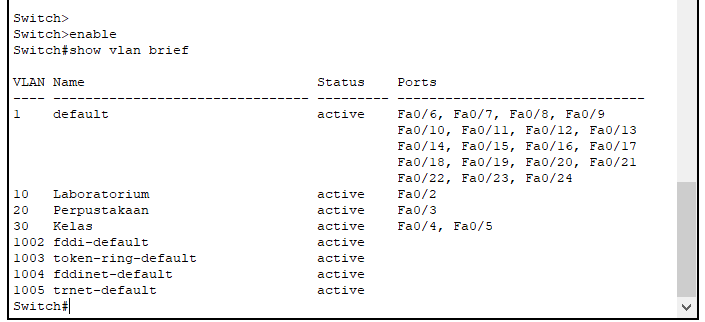 Switch>
Switch>enable
Switch#show vlan brief

VLAN Name                             Status    Ports
---- -------------------------------- --------- -------------------------------
1    default                          active    Fa0/6, Fa0/7, Fa0/8, Fa0/9
                                                Fa0/10, Fa0/11, Fa0/12, Fa0/13
                                                Fa0/14, Fa0/15, Fa0/16, Fa0/17
                                                Fa0/18, Fa0/19, Fa0/20, Fa0/21
                                                Fa0/22, Fa0/23, Fa0/24
10   Laboratorium                     active    Fa0/2
20   Perpustakaan                     active    Fa0/3
30   Kelas                            active    Fa0/4, Fa0/5
1002 fddi-default                     active
1003 token-ring-default               active
1004 fddinet-default                  active
1005 trnet-default                    active
Switch#